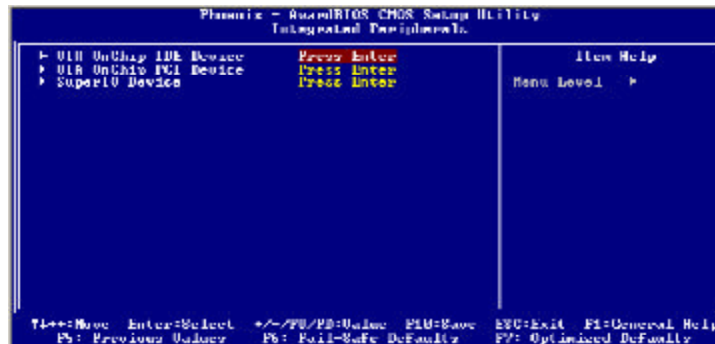 Phoenix - AwardBIOS CMOS Setup Utility
Integrated Peripherals
VIA OnChip IDE Device Press Enter
VIA OnChip PCI Device Press Enter
SuperIO Device Press Enter
Item Help
Menu Level
↑↓→←:Move Enter:Select +/-/PU/PD:Value F10:Save ESC:Exit F1:General Help
F5: Previous Values F6: Fail-Safe Defaults F7: Optimized Defaults